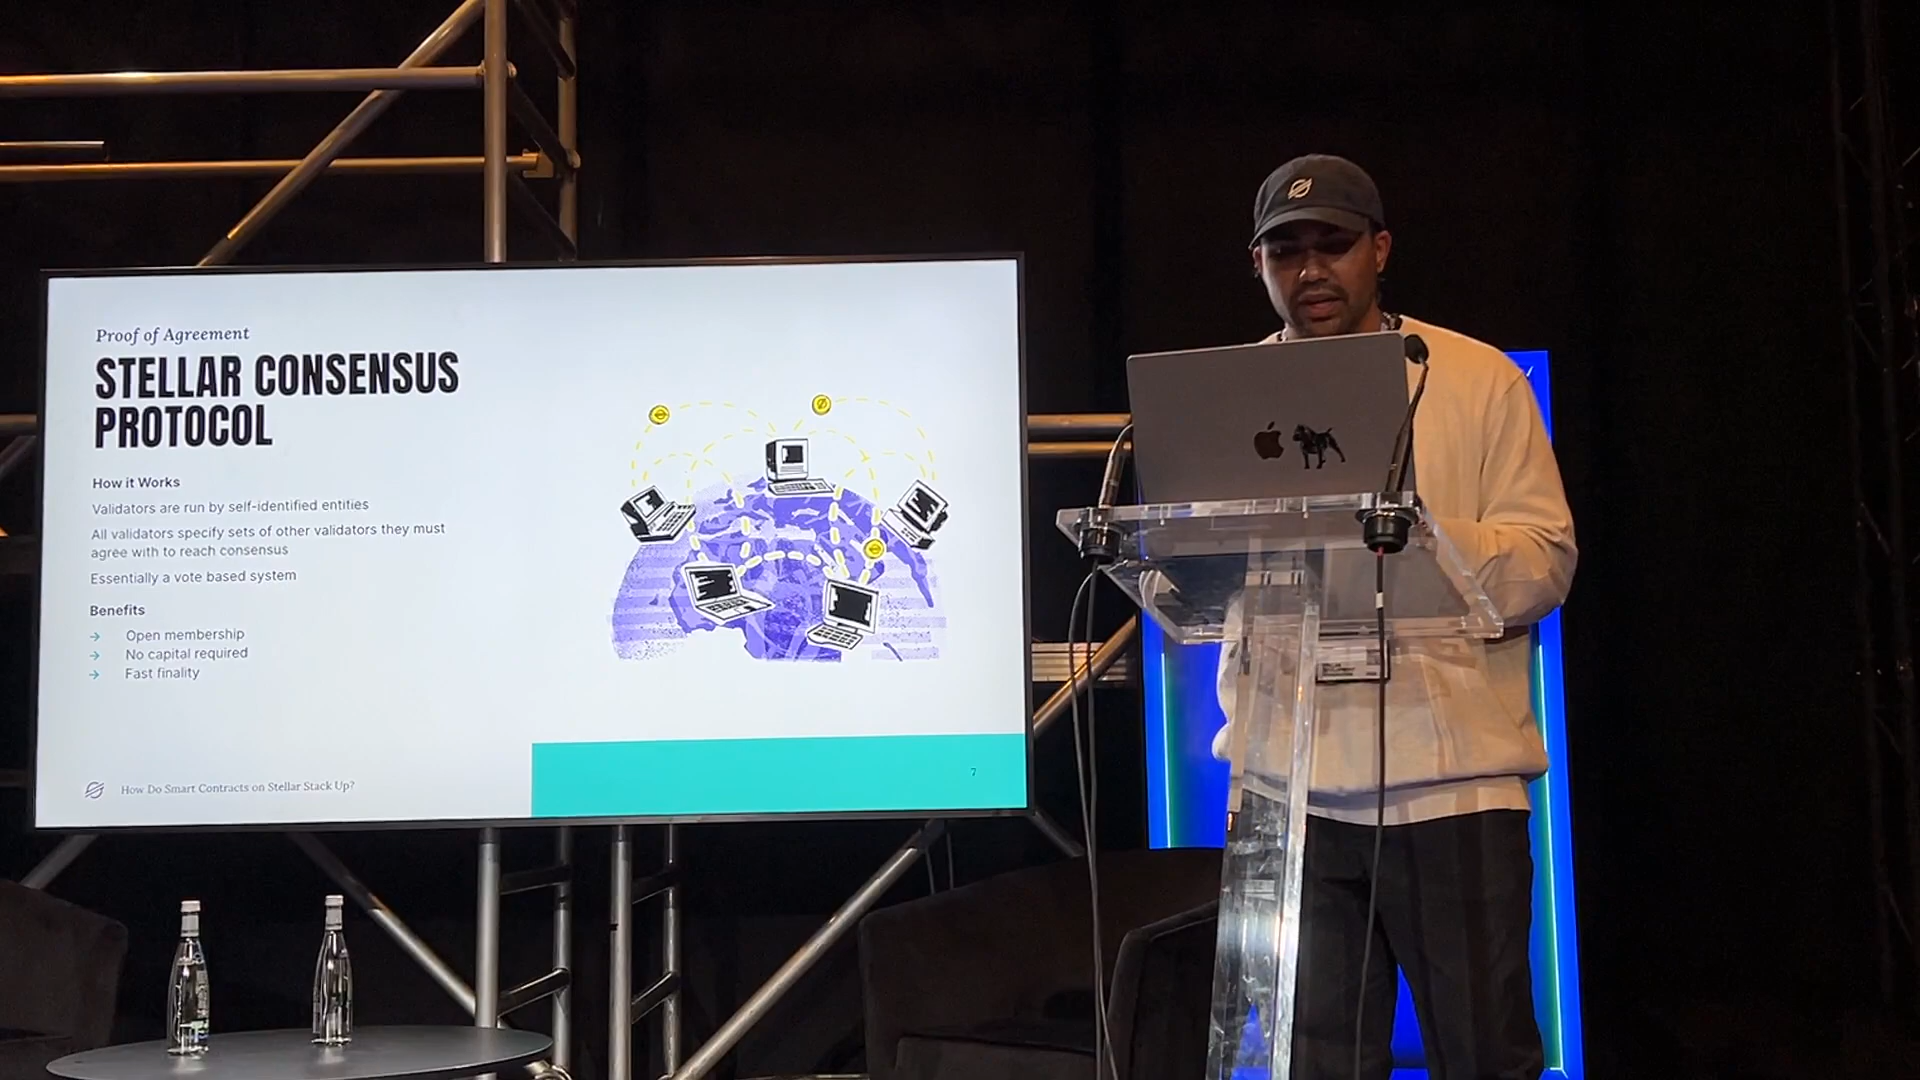 Proof of Agreement
STELLAR CONSENSUS
PROTOCOL
How it Works
Validators are run by self-identified entities
All validators specify sets of other validators they must
agree with to reach consensus
Essentially a vote based system
Benefits
→ Open membership
→ No capital required
→ Fast finality
How Do Smart Contracts on Stellar Stack Up?
7